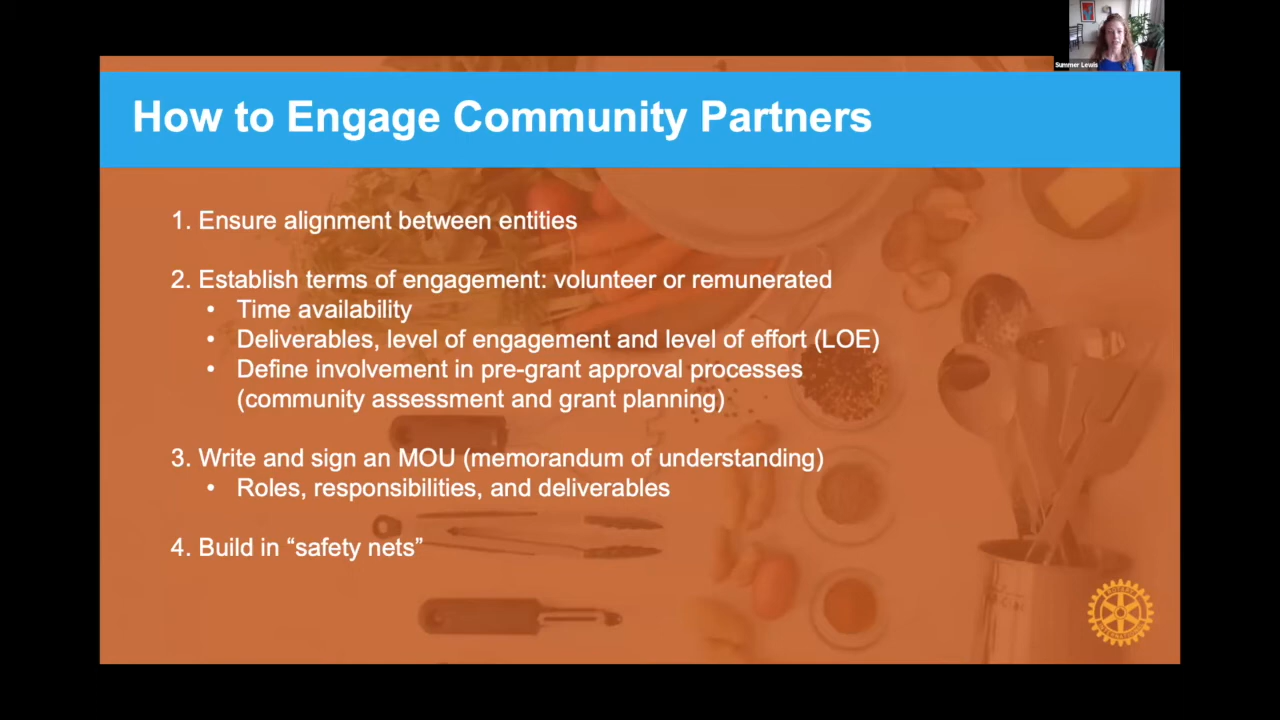 Summer Lewis
How to Engage Community Partners
1. Ensure alignment between entities
2. Establish terms of engagement: volunteer or remunerated
• Time availability
• Deliverables, level of engagement and level of effort (LOE)
• Define involvement in pre-grant approval processes
(community assessment and grant planning)
3. Write and sign an MOU (memorandum of understanding)
• Roles, responsibilities, and deliverables
4. Build in “safety nets”
ROTARY
INTERNATIONAL